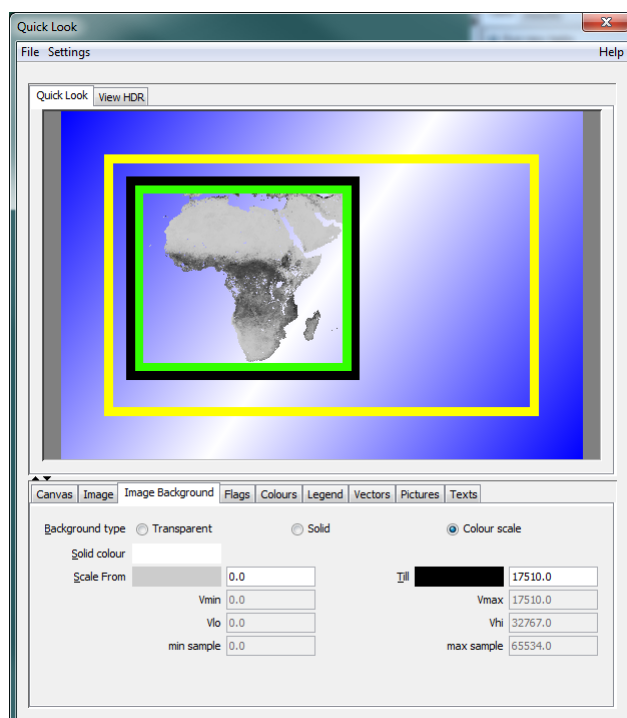 Quick Look
File Settings Help
Quick Look View HDR
Canvas Image Image Background Flags Colours Legend Vectors Pictures Texts
Background type Transparent Solid Colour scale
Solid colour
Scale From 0.0 Till 17510.0
Vmin 0.0 Vmax 17510.0
Vlo 0.0 Vhi 32767.0
min sample 0.0 max sample 65534.0